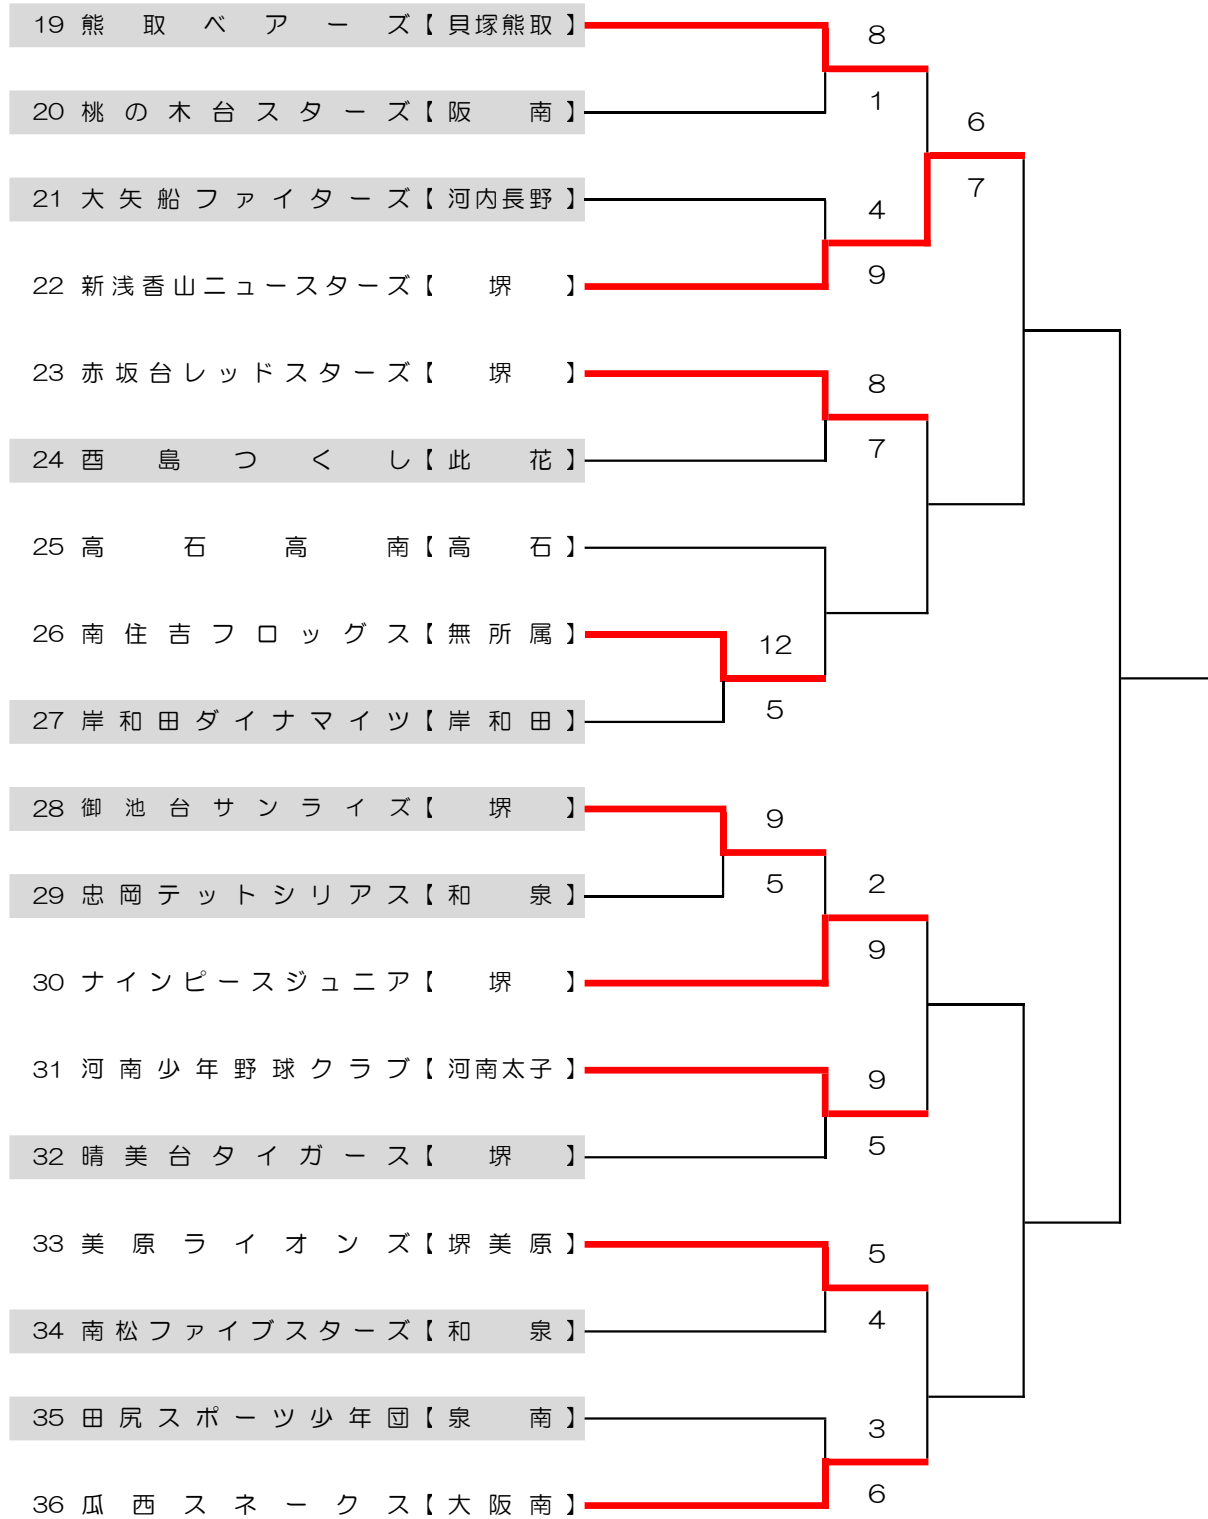 19 熊取ベアーズ【貝塚熊取】
8
1
20 桃の木台スターズ【阪南】
6
7
21 大矢船ファイターズ【河内長野】
4
9
22 新浅香山ニュースターズ【堺】
23 赤坂台レッドスターズ【堺】
8
7
24 酉島つくし【此花】
25 高石高南【高石】
26 南住吉フロッグス【無所属】
12
5
27 岸和田ダイナマイツ【岸和田】
28 御池台サンライズ【堺】
9
5
29 忠岡テットシリアス【和泉】
2
9
30 ナインピースジュニア【堺】
31 河南少年野球クラブ【河南太子】
9
5
32 晴美台タイガース【堺】
33 美原ライオンズ【堺美原】
5
4
34 南松ファイブスターズ【和泉】
35 田尻スポーツ少年団【泉南】
3
6
36 瓜西スネークス【大阪南】